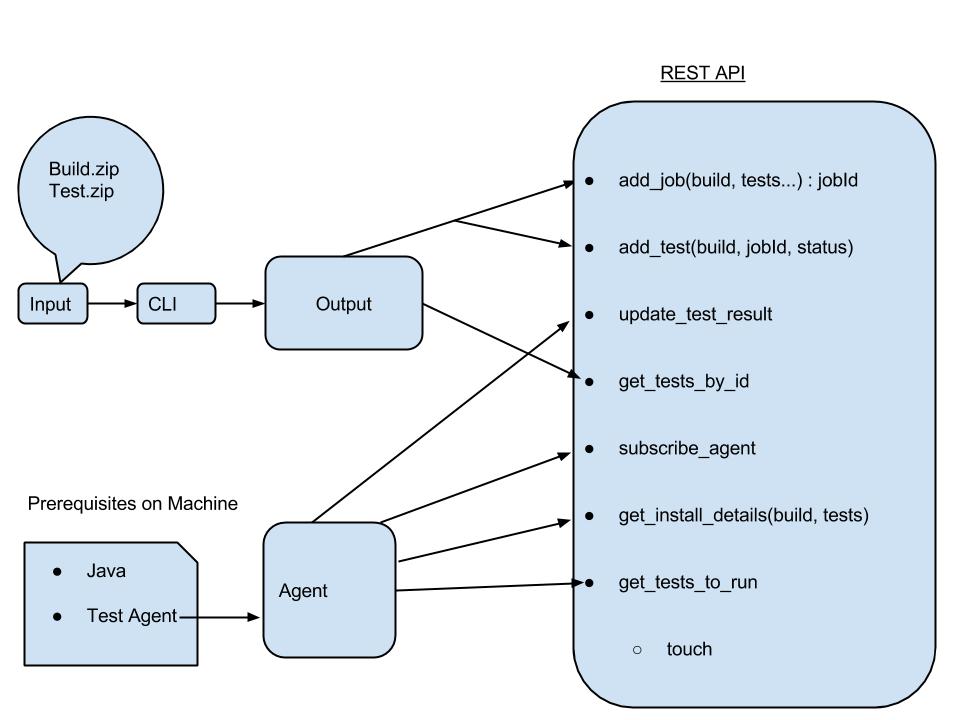 REST API
Build.zip
Test.zip
Input
CLI
Output
● add_job(build, tests...) : jobId
● add_test(build, jobId, status)
● update_test_result
● get_tests_by_id
● subscribe_agent
● get_install_details(build, tests)
● get_tests_to_run
○ touch
Prerequisites on Machine
● Java
● Test Agent
Agent